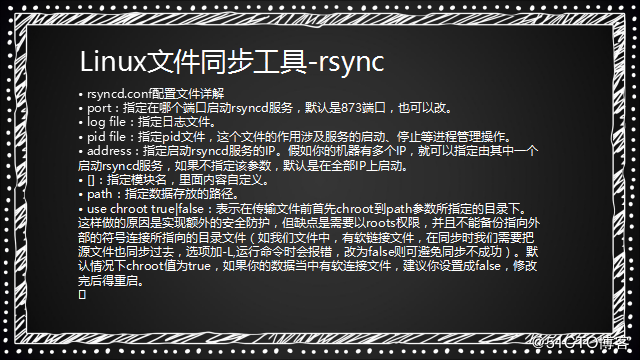 Linux文件同步工具-rsync
• rsyncd.conf配置文件详解
• port：指定在哪个端口启动rsyncd服务，默认是873端口，也可以改。
• log file：指定日志文件。
• pid file：指定pid文件，这个文件的作用涉及服务的启动、停止等进程管理操作。
• address：指定启动rsyncd服务的IP。假如你的机器有多个IP，就可以指定由其中一个
启动rsyncd服务，如果不指定该参数，默认是在全部IP上启动。
• []：指定模块名，里面内容自定义。
• path：指定数据存放的路径。
• use chroot true|false：表示在传输文件前首先chroot到path参数所指定的目录下。
这样做的原因是实现额外的安全防护，但缺点是需要以roots权限，并且不能备份指向外
部的符号连接所指向的目录文件（如我们文件中，有软链接文件，在同步时我们需要把
源文件也同步过去，选项加-L,运行命令时会报错，改为false则可避免同步不成功）。默
认情况下chroot值为true，如果你的数据当中有软连接文件，建议你设置成false，修改
完后得重启。
@51CTO博客